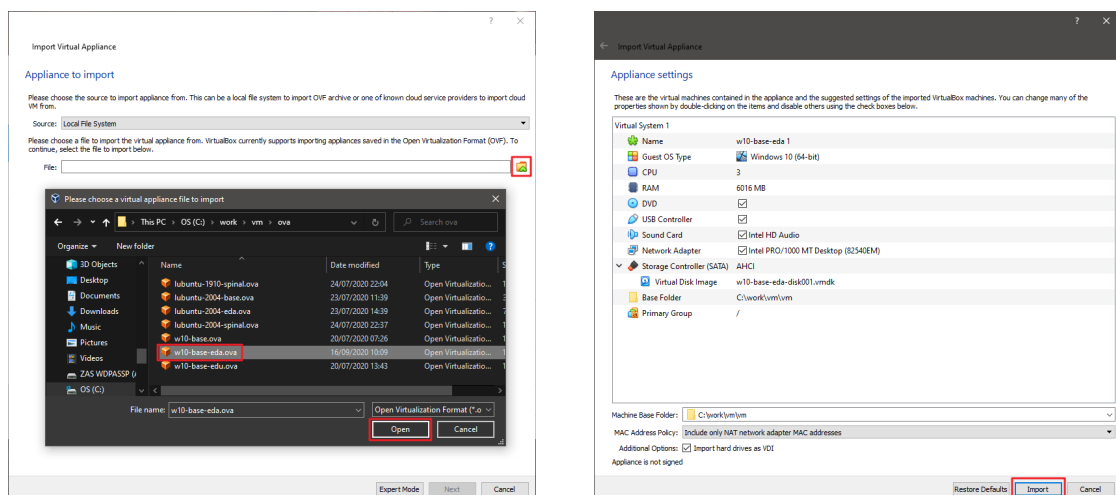 Import Virtual Appliance
Appliance to import
Please choose the source to import appliance from. This can be a local file system to import OVF archive or one of known cloud service providers to import cloud
VM from.
Source: Local File System
Please choose a file to import the virtual appliance from. VirtualBox currently supports importing appliances saved in the Open Virtualization Format (OVF). To
continue, select the file to import below.
File:
Please choose a virtual appliance file to import
This PC > OS (C:) > work > vm > ova
Search ova
Organize New folder
3D Objects
Desktop
Documents
Downloads
Music
Pictures
Videos
ZAS WDPASSP (
OS (C:)
Name Date modified Type S
lubuntu-1910-spinal.ova 24/07/2020 22:04 Open Virtualizatio...
lubuntu-2004-base.ova 23/07/2020 11:39 Open Virtualizatio...
lubuntu-2004-eda.ova 23/07/2020 14:39 Open Virtualizatio...
lubuntu-2004-spinal.ova 24/07/2020 22:37 Open Virtualizatio...
w10-base.ova 20/07/2020 07:26 Open Virtualizatio...
w10-base-eda.ova 16/09/2020 10:09 Open Virtualizatio...
w10-base-edu.ova 20/07/2020 13:43 Open Virtualizatio...
File name: w10-base-eda.ova Open Virtualization Format (*.o
Open Cancel
Expert Mode Next Cancel
Import Virtual Appliance
Appliance settings
These are the virtual machines contained in the appliance and the suggested settings of the imported VirtualBox machines. You can change many of the
properties shown by double-clicking on the items and disable others using the check boxes below.
Virtual System 1
Name w10-base-eda 1
Guest OS Type Windows 10 (64-bit)
CPU 3
RAM 6016 MB
DVD
USB Controller
Sound Card Intel HD Audio
Network Adapter Intel PRO/1000 MT Desktop (82540EM)
Storage Controller (SATA) AHCI
Virtual Disk Image w10-base-eda-disk001.vmdk
Base Folder C:\work\vm\vm
Primary Group /
Machine Base Folder: C:\work\vm\vm
MAC Address Policy: Include only NAT network adapter MAC addresses
Additional Options: Import hard drives as VDI
Appliance is not signed
Restore Defaults Import Cancel